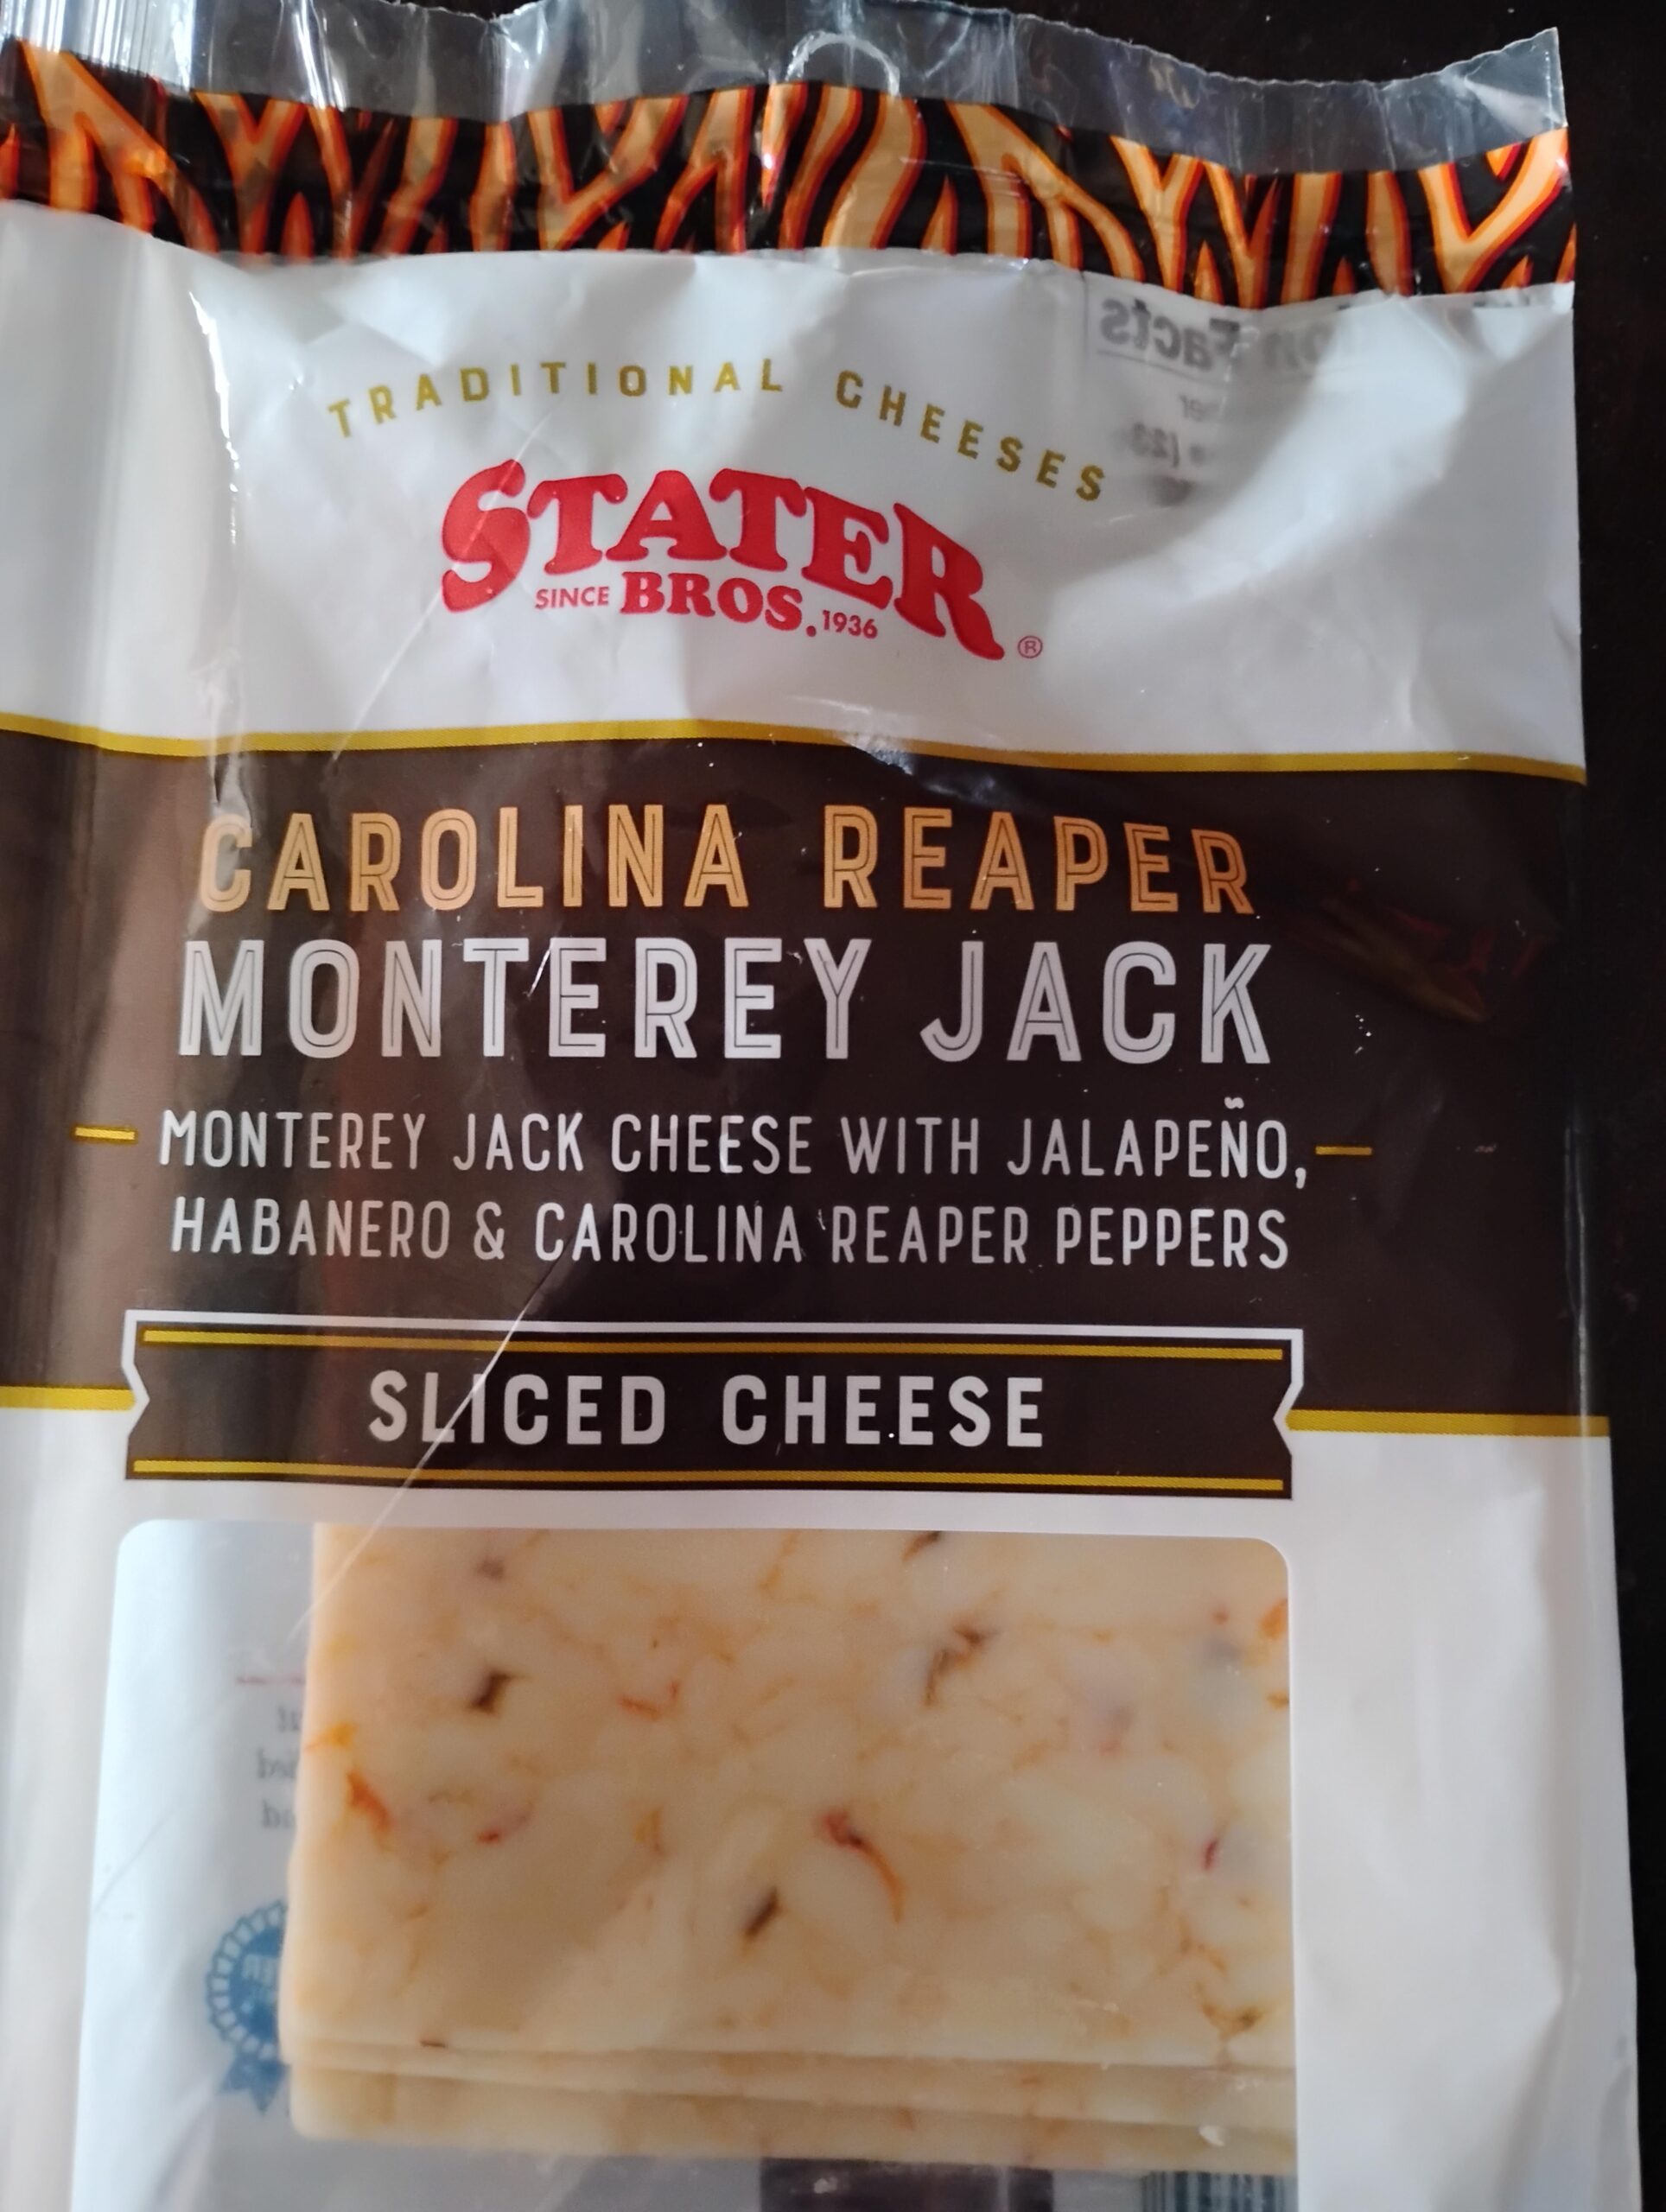 TRADITIONAL CHEESES
STATER
SINCE BROS. 1936
®
CAROLINA REAPER
MONTEREY JACK
MONTEREY JACK CHEESE WITH JALAPEÑO,
HABANERO & CAROLINA REAPER PEPPERS
SLICED CHEESE
Facts